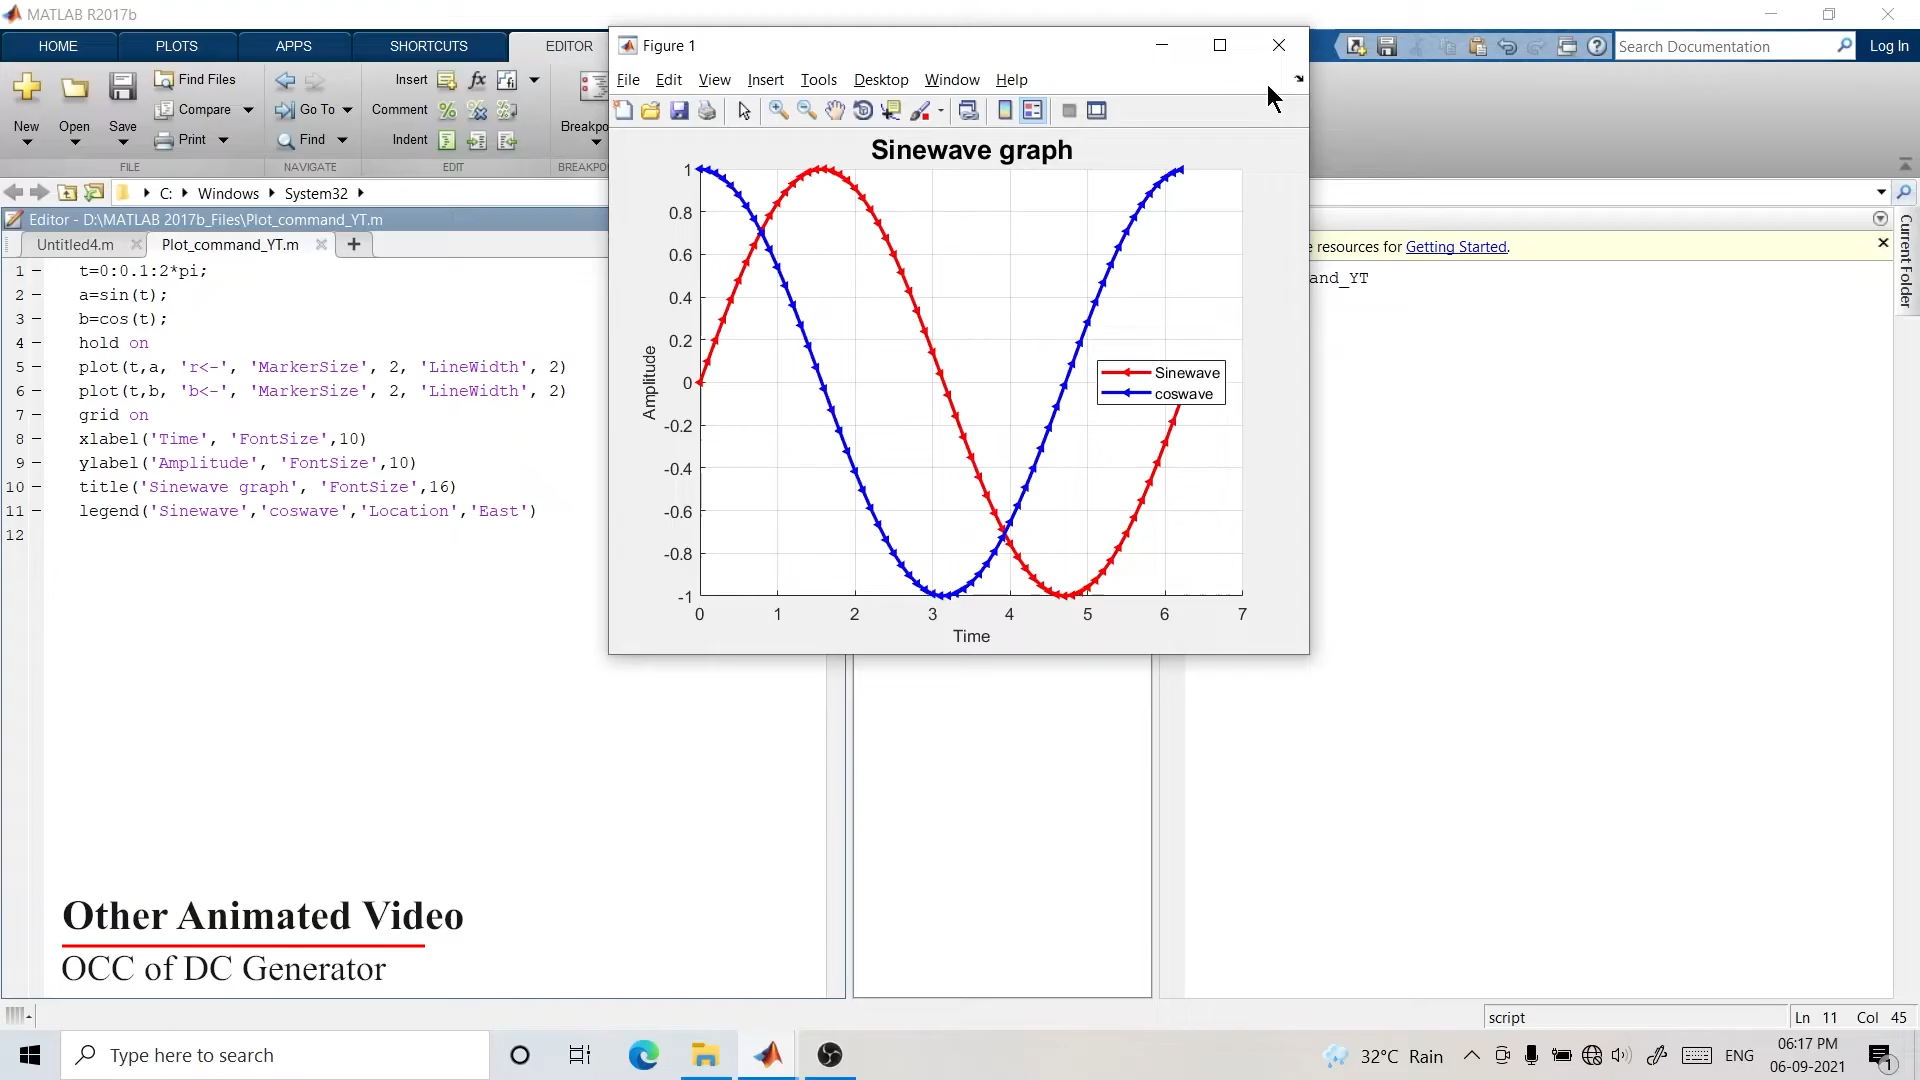 MATLAB R2017b
HOME PLOTS APPS SHORTCUTS EDITOR
Search Documentation Log In
Figure 1
File Edit View Insert Tools Desktop Window Help
New Open Save
Find Files
Compare
Print
Go To
Find
Insert
Comment
Indent
Breakpo
FILE NAVIGATE EDIT BREAKPO
C: Windows System32
Editor - D:\MATLAB 2017b_Files\Plot_command_YT.m
Untitled4.m Plot_command_YT.m
1 t=0:0.1:2*pi;
2 a=sin(t);
3 b=cos(t);
4 hold on
5 plot(t,a, 'r<-', 'MarkerSize', 2, 'LineWidth', 2)
6 plot(t,b, 'b<-', 'MarkerSize', 2, 'LineWidth', 2)
7 grid on
8 xlabel('Time', 'FontSize',10)
9 ylabel('Amplitude', 'FontSize',10)
10 title('Sinewave graph', 'FontSize',16)
11 legend('Sinewave','coswave','Location','East')
12
Sinewave graph
1
0.8
0.6
0.4
0.2
0
-0.2
-0.4
-0.6
-0.8
-1
Amplitude
0 1 2 3 4 5 6 7
Time
Sinewave
coswave
e resources for Getting Started.
and_YT
Current Folder
Other Animated Video
OCC of DC Generator
script Ln 11 Col 45
Type here to search
32°C Rain
ENG
06:17 PM
06-09-2021
1